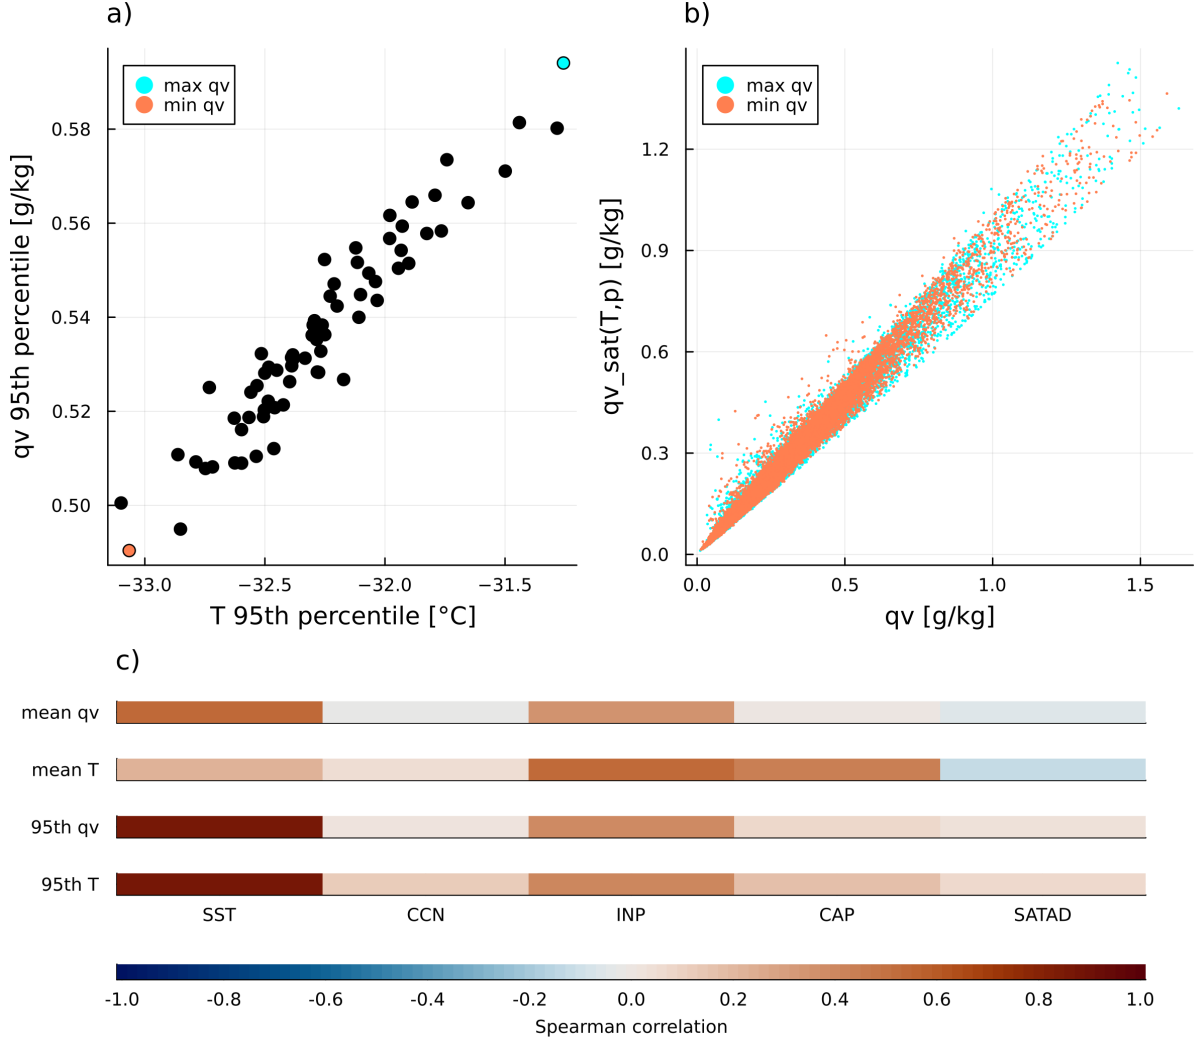 a)
max qv
min qv
qv 95th percentile [g/kg]
0.58
0.56
0.54
0.52
0.50
−33.0
−32.5
−32.0
−31.5
T 95th percentile [°C]
b)
max qv
min qv
qv_sat(T,p) [g/kg]
1.2
0.9
0.6
0.3
0.0
0.0
0.5
1.0
1.5
qv [g/kg]
c)
mean qv
mean T
95th qv
95th T
SST
CCN
INP
CAP
SATAD
-1.0
-0.8
-0.6
-0.4
-0.2
0.0
0.2
0.4
0.6
0.8
1.0
Spearman correlation